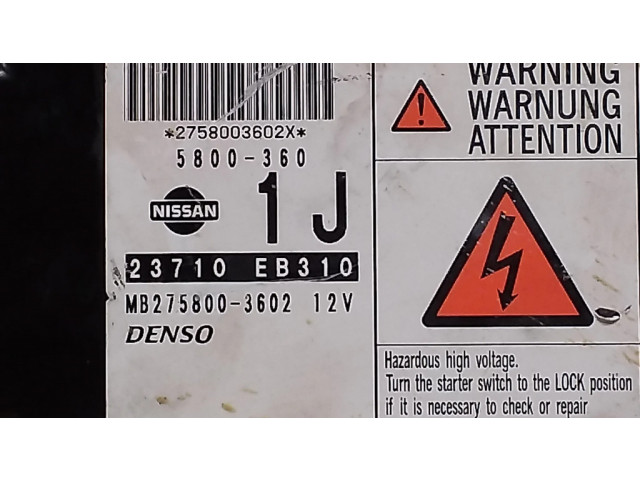 *2758003602X*
5800-360
NISSAN
1J
23710 EB310
MB275800-3602 12V
DENSO
WARNING
WARNUNG
ATTENTION
Hazardous high voltage.
Turn the starter switch to the LOCK position
if it is necessary to check or repair